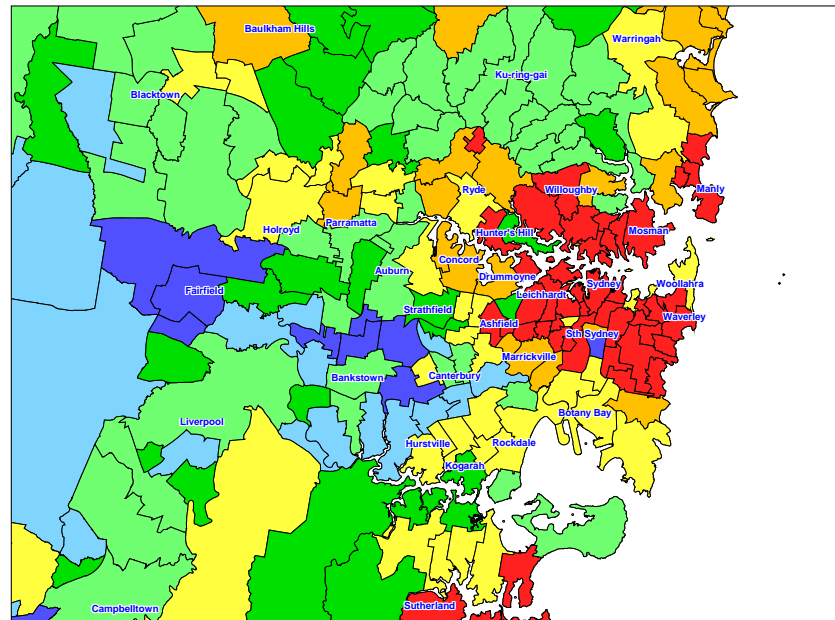 Baulkham Hills
Warringah
Ku-ring-gai
Blacktown
Ryde
Willoughby
Manly
Parramatta
Holroyd
Hunter's Hill
Mosman
Concord
Auburn
Drummoyne
Sydney
Woollahra
Fairfield
Leichhardt
Strathfield
Waverley
Ashfield
Sth Sydney
Marrickville
Bankstown
Canterbury
Botany Bay
Liverpool
Hurstville
Rockdale
Kogarah
Campbelltown
Sutherland